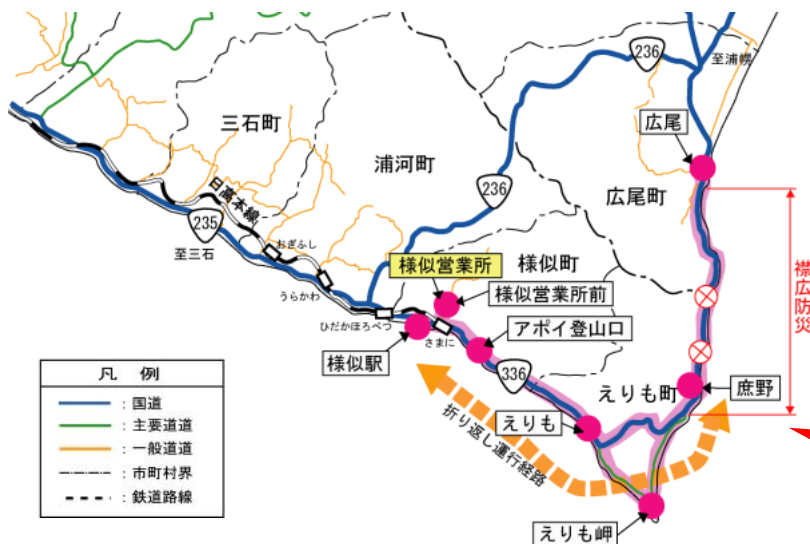 236
至浦幌
広尾
三石町
浦河町
広尾町
日高本線
236
235
おぎふし
至三石
様似町
様似営業所
様似営業所前
うらかわ
ひだかほろべつ
さまに
アポイ登山口
様似駅
336
襟広防災
えりも町
庶野
えりも
折り返し運行経路
えりも岬
凡 例
:国道
:主要道道
:一般道道
:市町村界
:鉄道路線